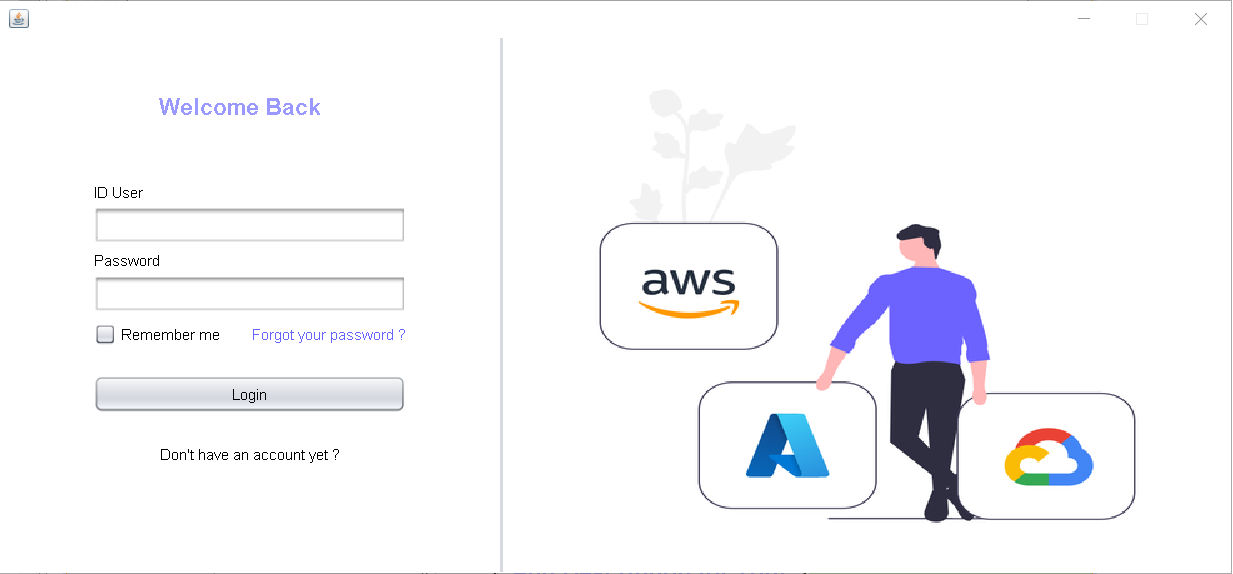 Welcome Back
ID User
Password
Remember me
Forgot your password ?
Login
Don't have an account yet ?
aws